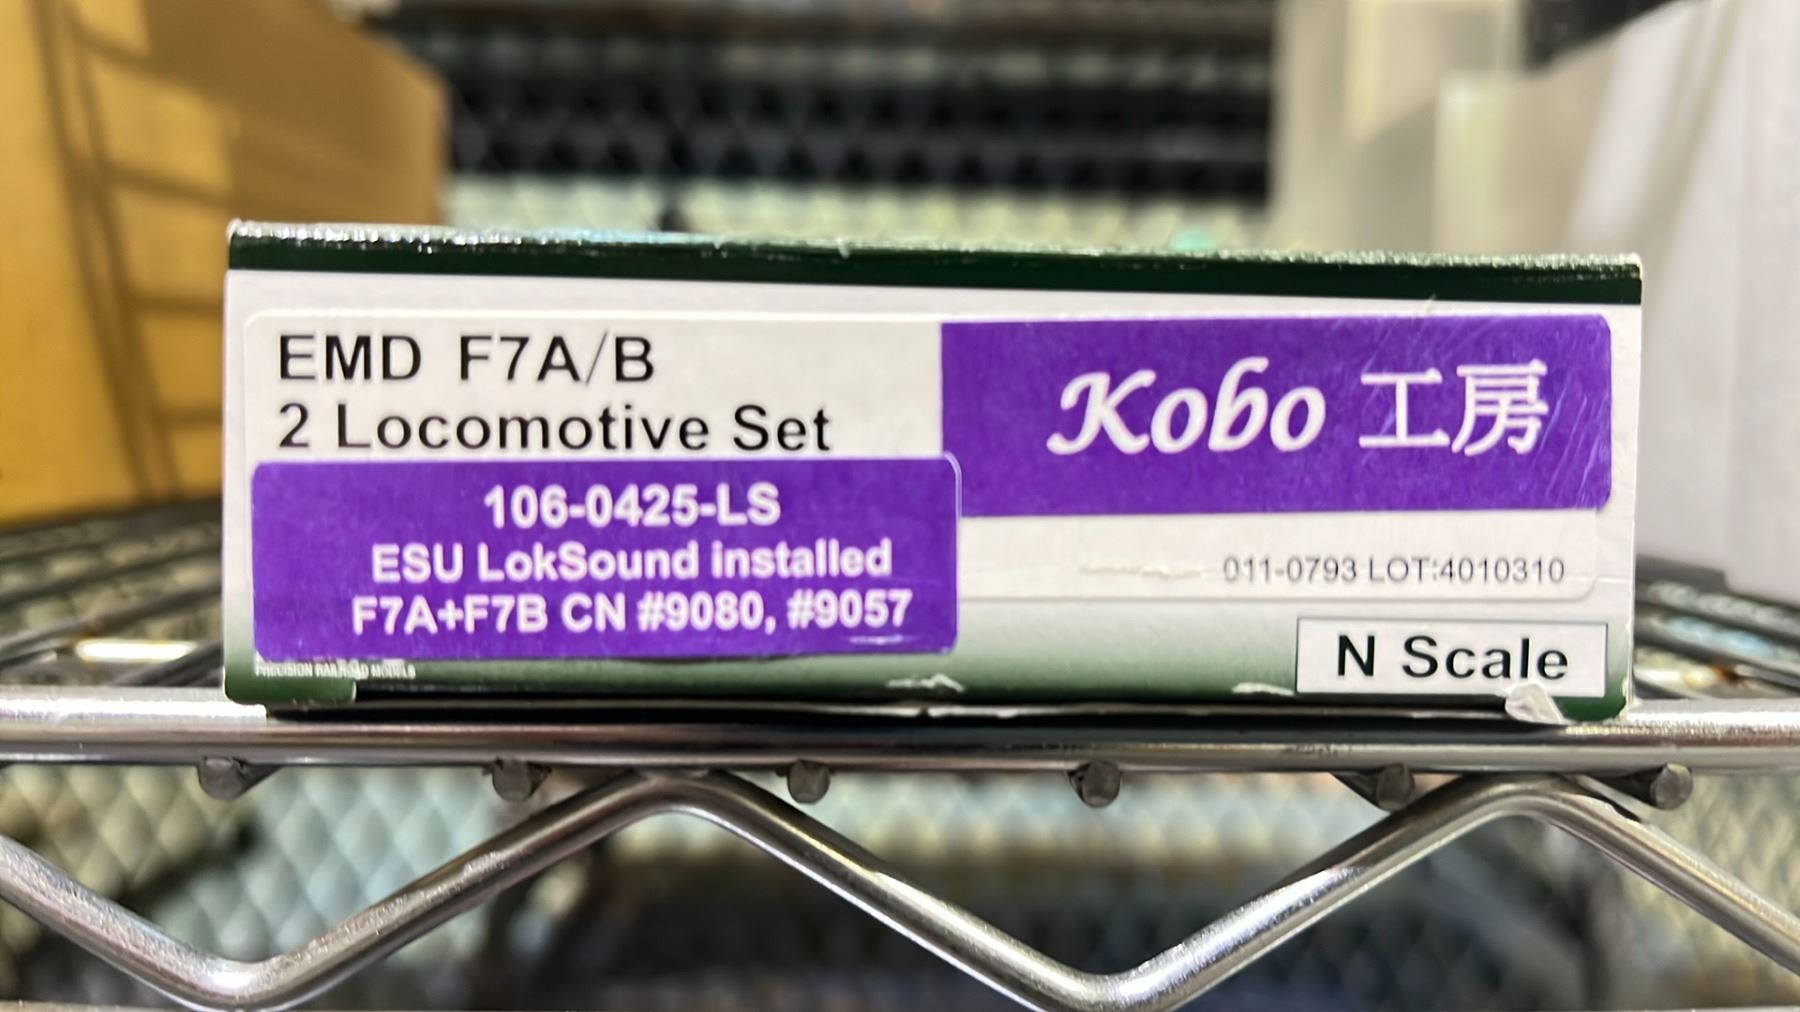 EMD F7A/B
2 Locomotive Set
Kobo 工房
106-0425-LS
ESU LokSound installed
F7A+F7B CN #9080, #9057
011-0793 LOT:4010310
N Scale
PRECISION RAILROAD MODELS